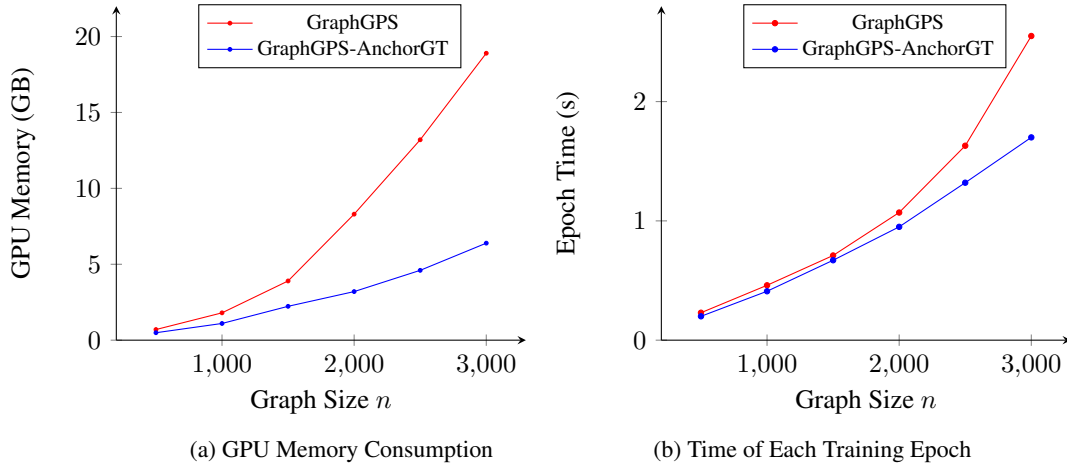 GraphGPS
GraphGPS-AnchorGT
GPU Memory (GB)
20
15
10
5
0
1,000
2,000
3,000
Graph Size n
(a) GPU Memory Consumption
GraphGPS
GraphGPS-AnchorGT
Epoch Time (s)
2
1
0
1,000
2,000
3,000
Graph Size n
(b) Time of Each Training Epoch